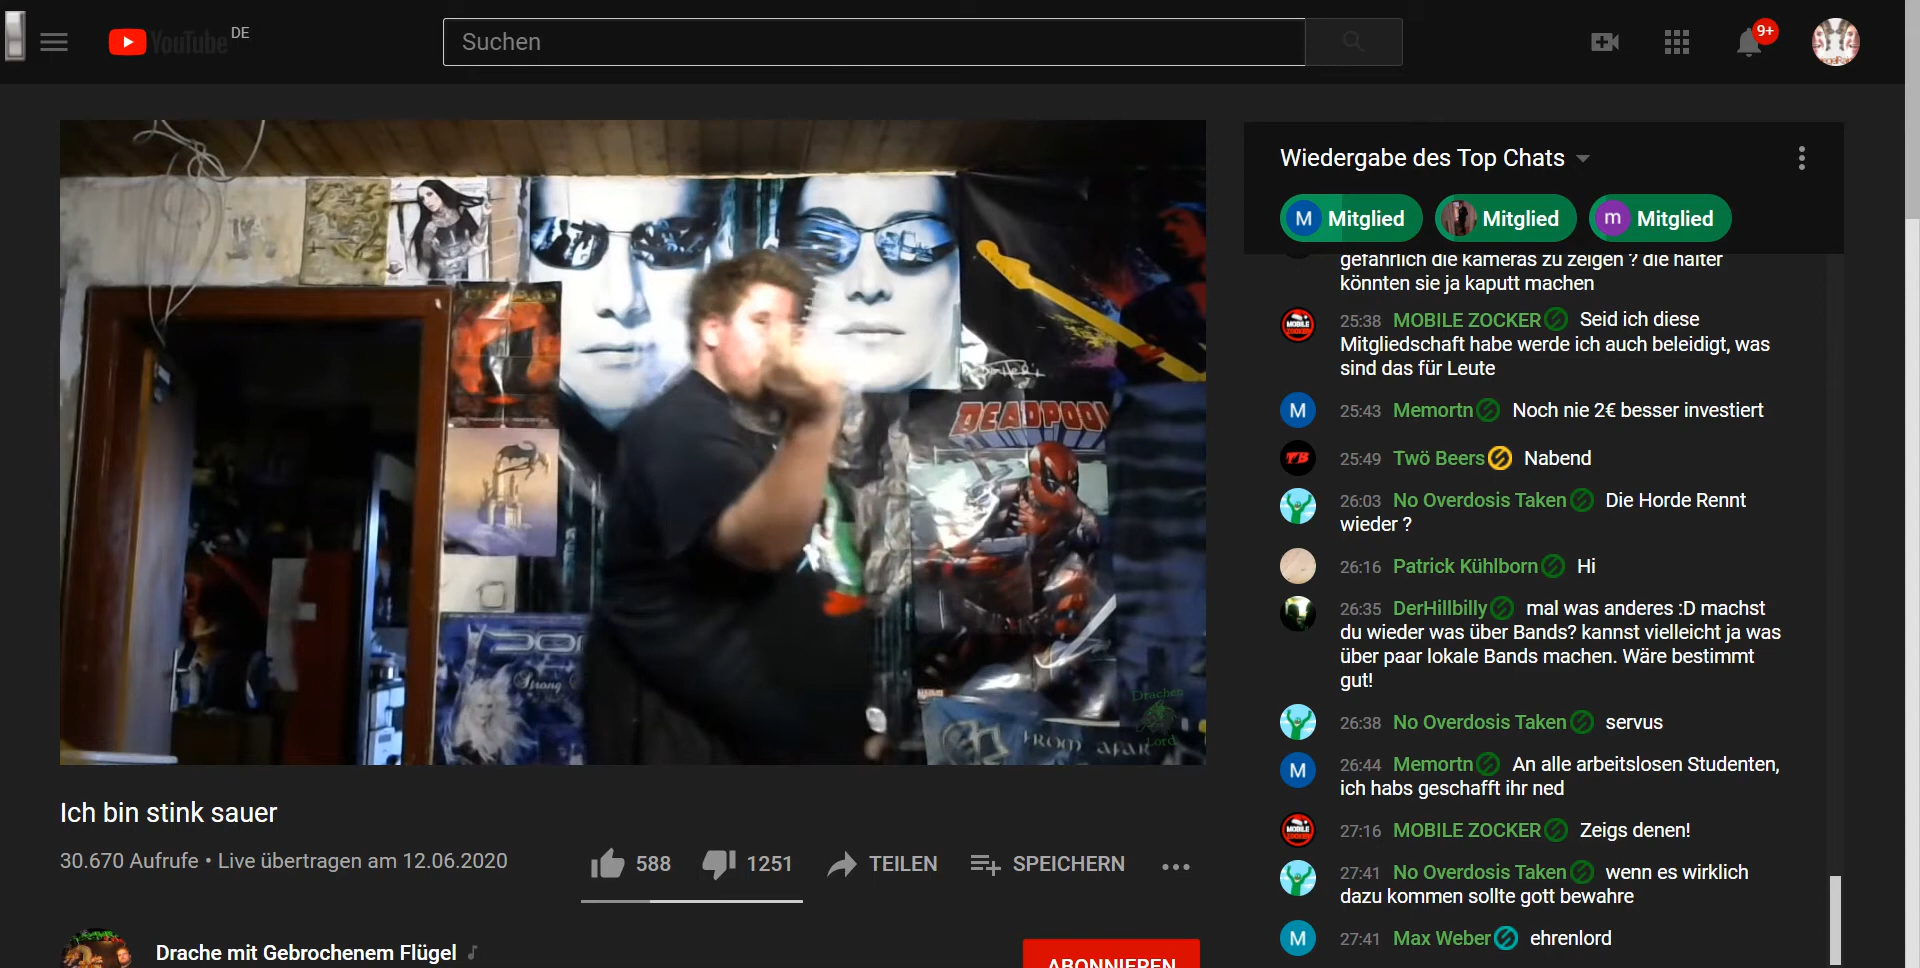 YouTube DE
Suchen
9+
DEADPOOL
FROM AFAR
Drachen
Lord
Ich bin stink sauer
30.670 Aufrufe • Live übertragen am 12.06.2020
588
1251
TEILEN
SPEICHERN
Drache mit Gebrochenem Flügel
ABONNIEREN
Wiedergabe des Top Chats
M Mitglied
Mitglied
m Mitglied
gefährlich die kameras zu zeigen ? die halter
könnten sie ja kaputt machen
25:38 MOBILE ZOCKER Seid ich diese
Mitgliedschaft habe werde ich auch beleidigt, was
sind das für Leute
M 25:43 Memortn Noch nie 2€ besser investiert
TB 25:49 Twö Beers Nabend
26:03 No Overdosis Taken Die Horde Rennt
wieder ?
26:16 Patrick Kühlborn Hi
26:35 DerHillbilly mal was anderes :D machst
du wieder was über Bands? kannst vielleicht ja was
über paar lokale Bands machen. Wäre bestimmt
gut!
26:38 No Overdosis Taken servus
M 26:44 Memortn An alle arbeitslosen Studenten,
ich habs geschafft ihr ned
27:16 MOBILE ZOCKER Zeigs denen!
27:41 No Overdosis Taken wenn es wirklich
dazu kommen sollte gott bewahre
M 27:41 Max Weber ehrenlord